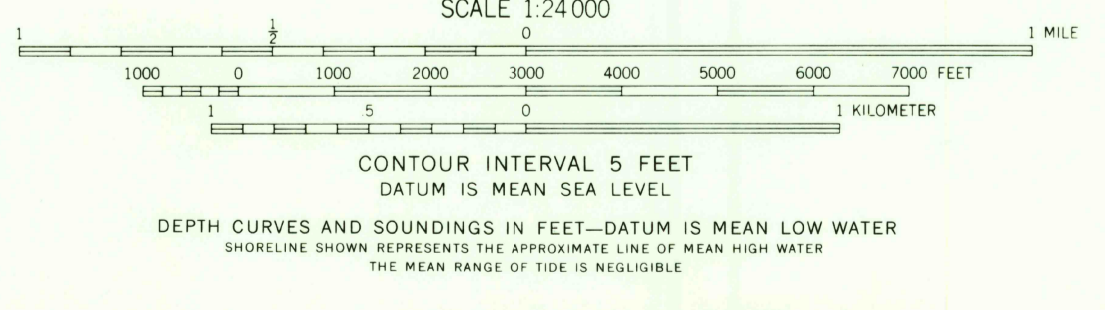 SCALE 1:24 000
1 1/2 0 1 MILE
1000 0 1000 2000 3000 4000 5000 6000 7000 FEET
1 .5 0 1 KILOMETER
CONTOUR INTERVAL 5 FEET
DATUM IS MEAN SEA LEVEL
DEPTH CURVES AND SOUNDINGS IN FEET—DATUM IS MEAN LOW WATER
SHORELINE SHOWN REPRESENTS THE APPROXIMATE LINE OF MEAN HIGH WATER
THE MEAN RANGE OF TIDE IS NEGLIGIBLE